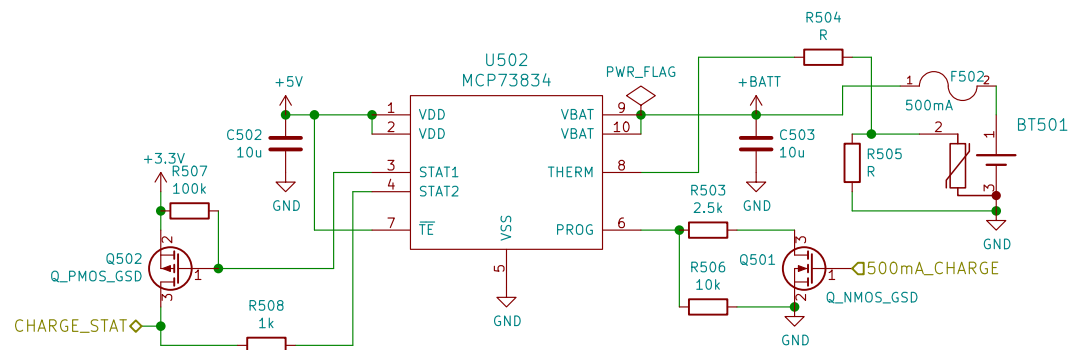 R504
R
U502
MCP73834
PWR_FLAG
+5V
+BATT
1
F502
2
500mA
1
VDD
VBAT
9
2
VDD
VBAT
10
C502
10u
C503
10u
BT501
1
2
R505
R
3
+3.3V
R507
100k
3
STAT1
THERM
8
4
STAT2
GND
GND
R503
2.5k
7
TE
VSS
PROG
6
GND
5
2
Q502
Q_PMOS_GSD
1
3
3
Q501
1
500mA_CHARGE
R506
10k
2
Q_NMOS_GSD
GND
R508
1k
CHARGE_STAT
GND